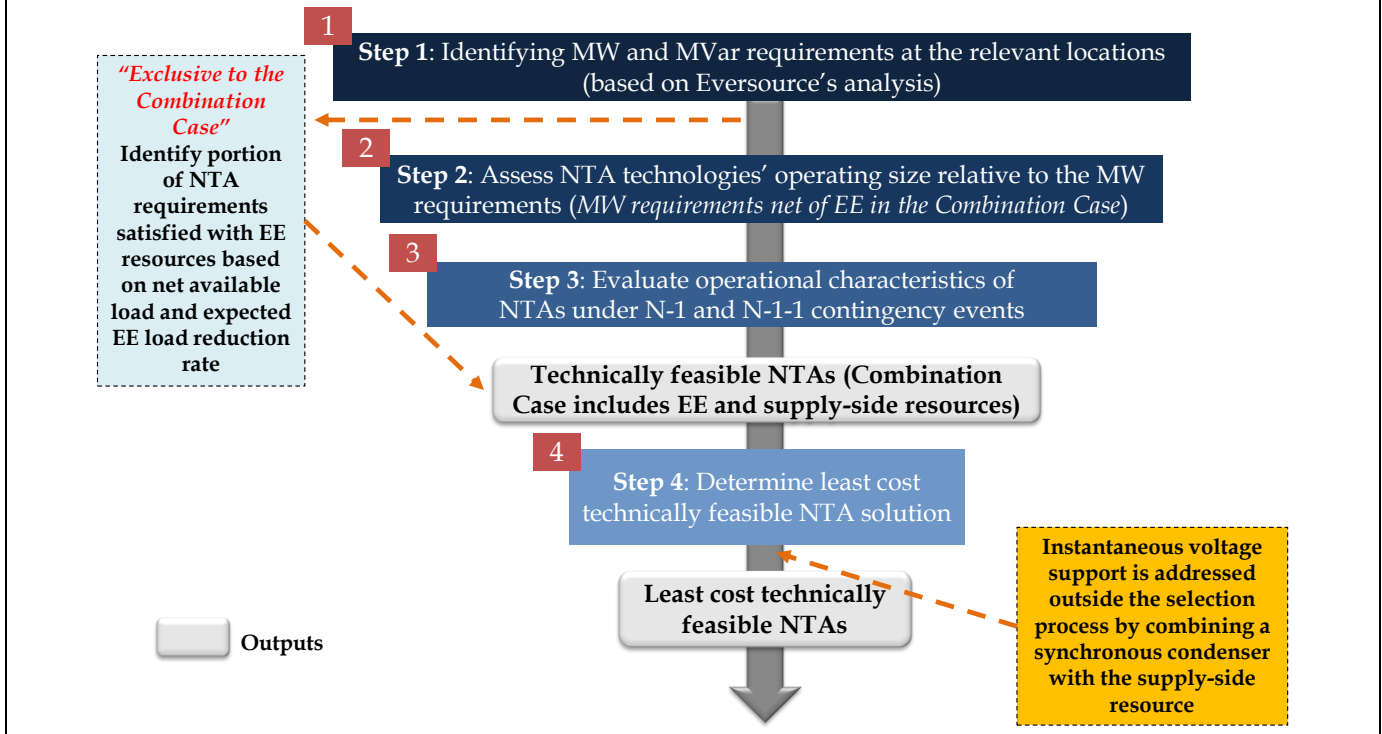 1
Step 1: Identifying MW and MVar requirements at the relevant locations
(based on Eversource’s analysis)
“Exclusive to the
Combination
Case”
Identify portion
of NTA
requirements
satisfied with EE
resources based
on net available
load and expected
EE load reduction
rate
2
Step 2: Assess NTA technologies’ operating size relative to the MW
requirements (MW requirements net of EE in the Combination Case)
3
Step 3: Evaluate operational characteristics of
NTAs under N-1 and N-1-1 contingency events
Technically feasible NTAs (Combination
Case includes EE and supply-side resources)
4
Step 4: Determine least cost
technically feasible NTA solution
Instantaneous voltage
support is addressed
outside the selection
process by combining a
synchronous condenser
with the supply-side
resource
Least cost technically
feasible NTAs
Outputs